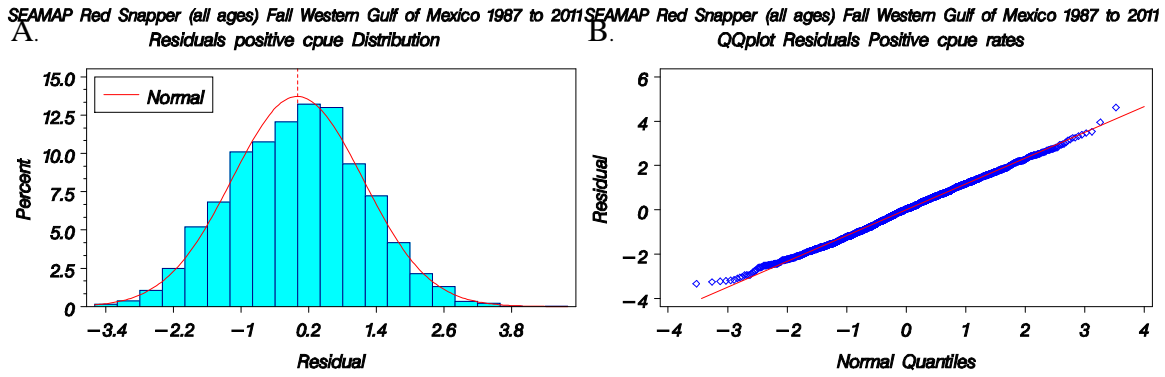 SEAMAP Red Snapper (all ages) Fall Western Gulf of Mexico 1987 to 2011
A.
Residuals positive cpue Distribution
15.0
12.5
10.0
7.5
5.0
2.5
0
Percent
Normal
−3.4 −2.2 −1 0.2 1.4 2.6 3.8
Residual
SEAMAP Red Snapper (all ages) Fall Western Gulf of Mexico 1987 to 2011
B.
QQplot Residuals Positive cpue rates
6
4
2
0
−2
−4
Residual
−4 −3 −2 −1 0 1 2 3 4
Normal Quantiles